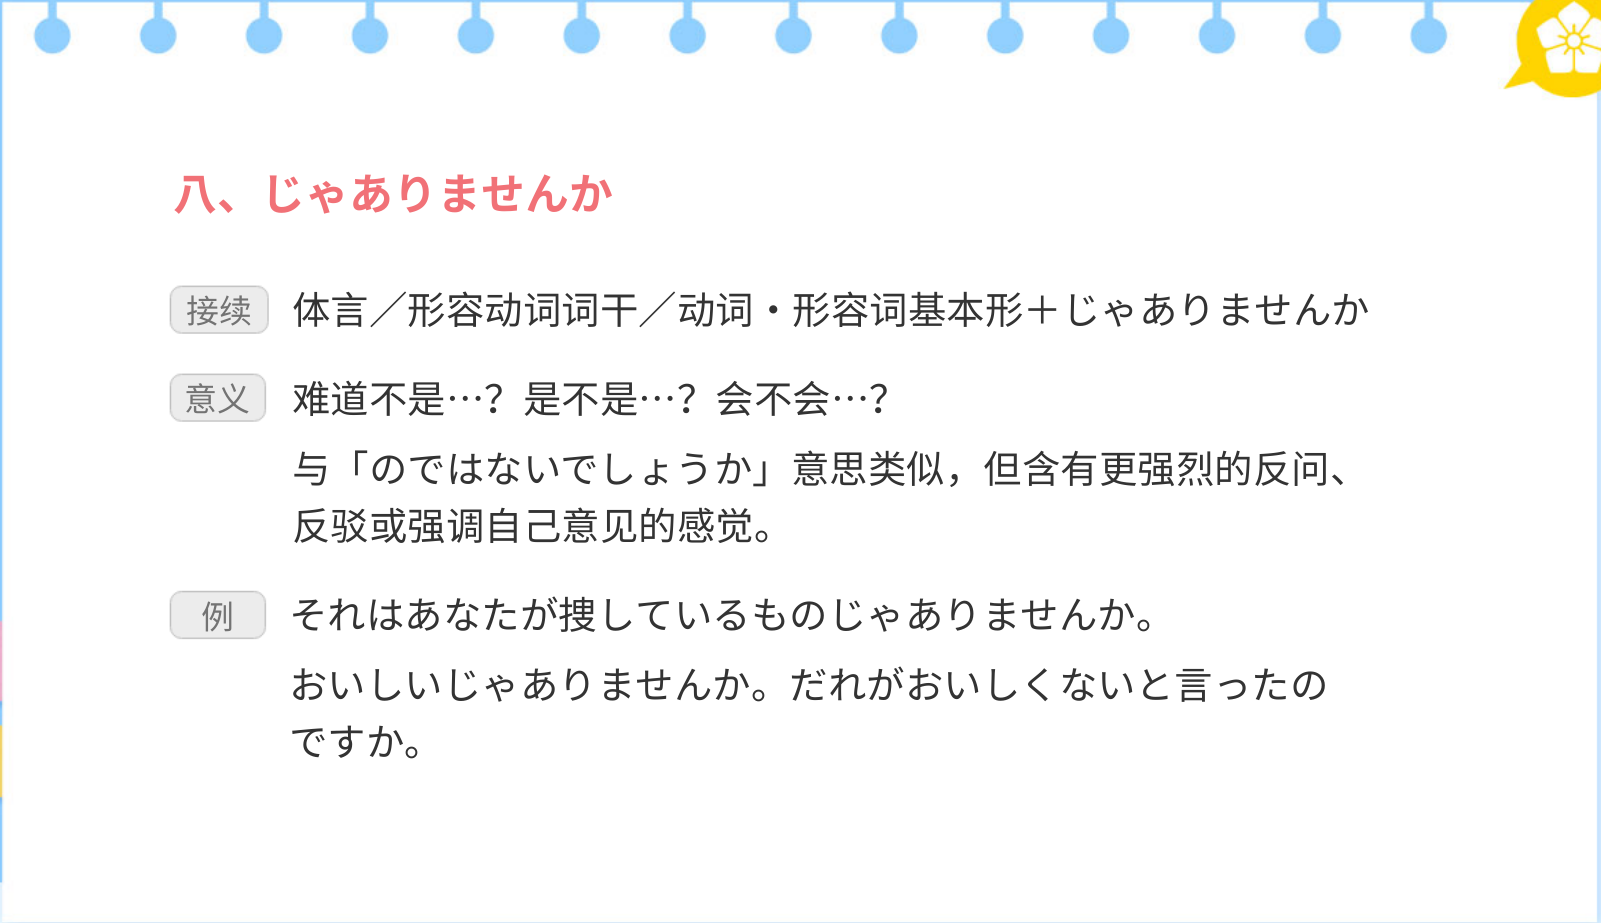 八、じゃありませんか
接续 体言／形容动词词干／动词・形容词基本形＋じゃありませんか
意义 难道不是…？是不是…？会不会…？
与「のではないでしょうか」意思类似，但含有更强烈的反问、
反驳或强调自己意见的感觉。
例 それはあなたが捜しているものじゃありませんか。
おいしいじゃありませんか。だれがおいしくないと言ったの
ですか。